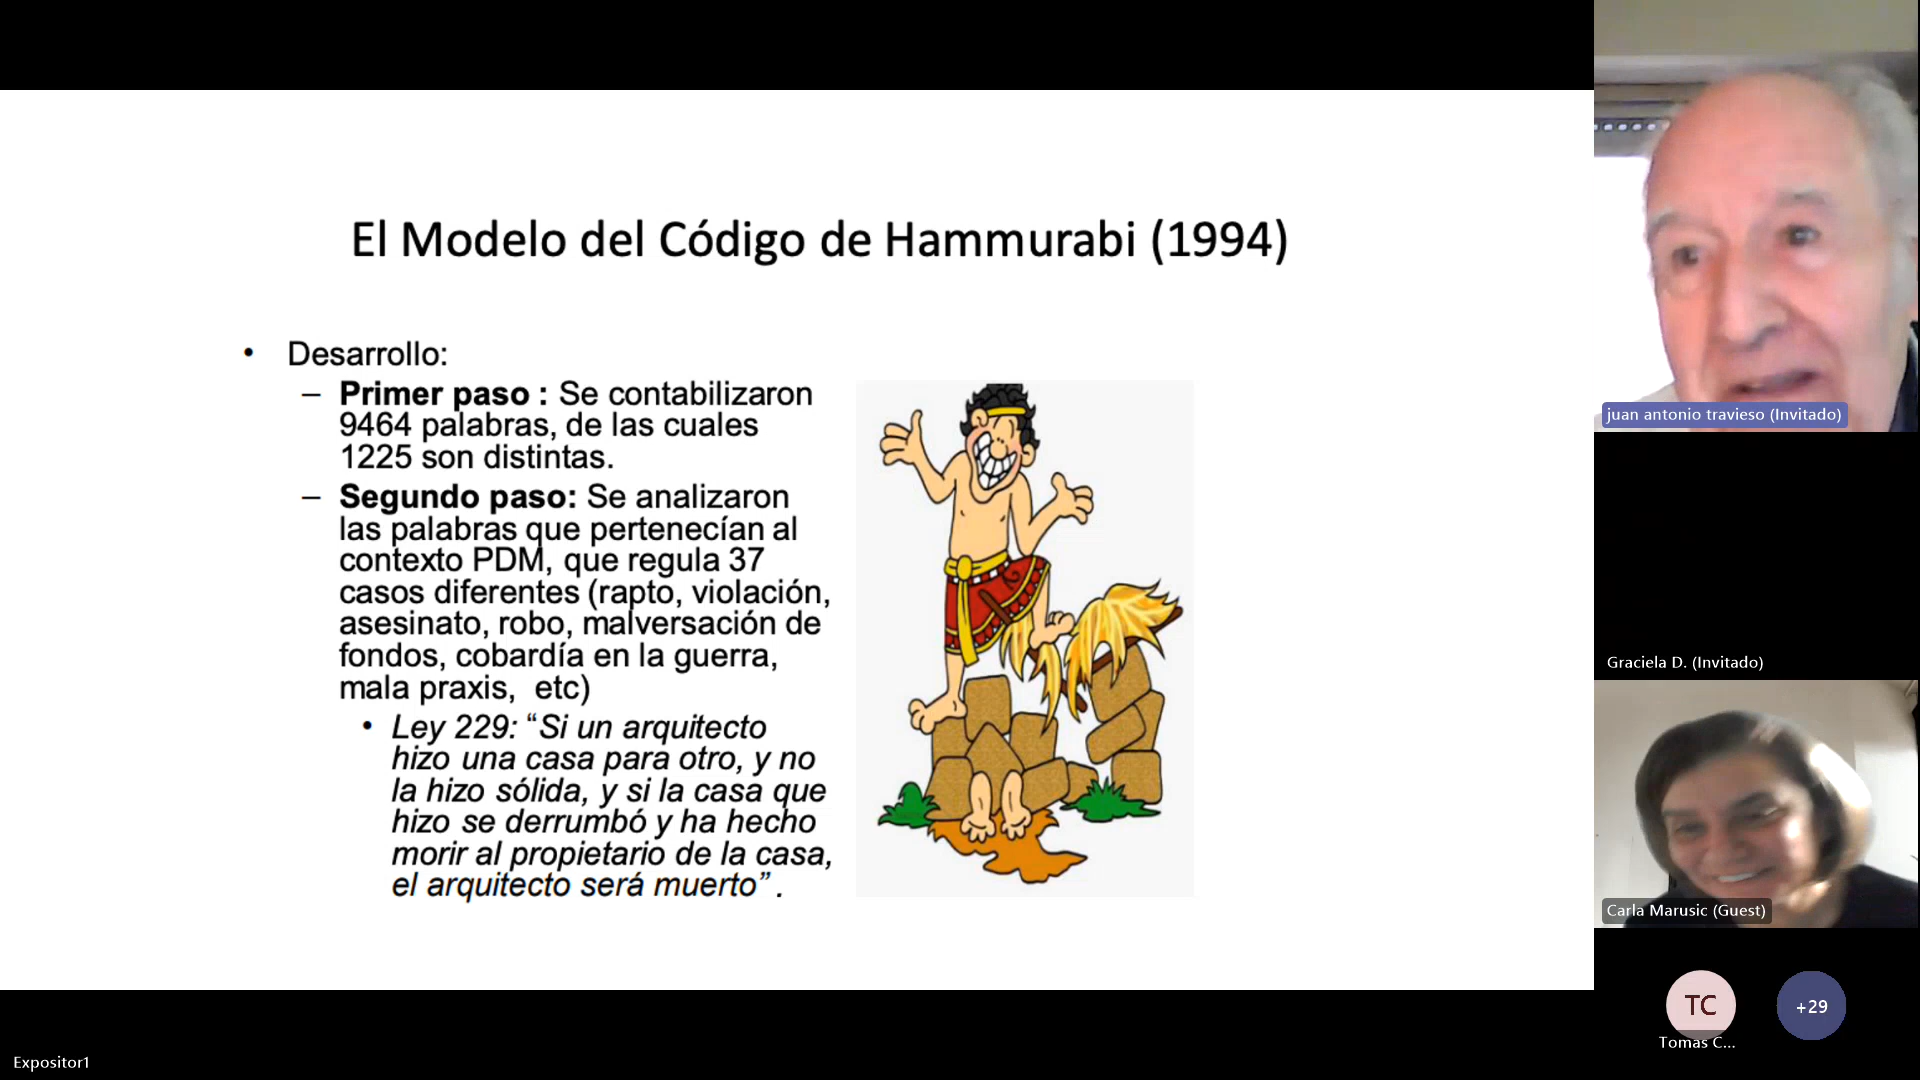 El Modelo del Código de Hammurabi (1994)
• Desarrollo:
– Primer paso : Se contabilizaron
9464 palabras, de las cuales
1225 son distintas.
– Segundo paso: Se analizaron
las palabras que pertenecían al
contexto PDM, que regula 37
casos diferentes (rapto, violación,
asesinato, robo, malversación de
fondos, cobardía en la guerra,
mala praxis, etc)
• Ley 229: “Si un arquitecto
hizo una casa para otro, y no
la hizo sólida, y si la casa que
hizo se derrumbó y ha hecho
morir al propietario de la casa,
el arquitecto será muerto” .
juan antonio travieso (Invitado)
Graciela D. (Invitado)
Carla Marusic (Guest)
TC
+29
Tomas C...
Expositor1